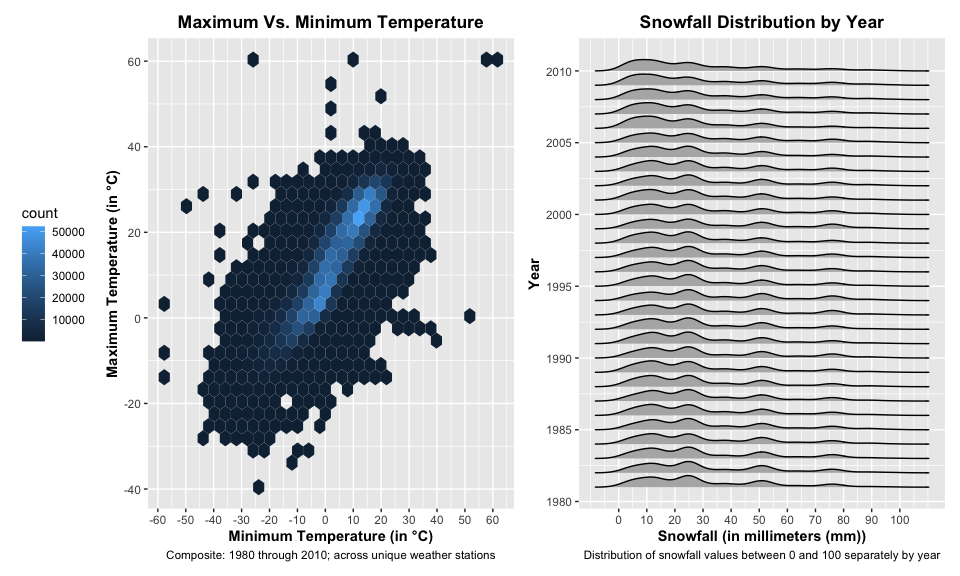 Maximum Vs. Minimum Temperature
60
40
20
0
-20
-40
Maximum Temperature (in °C)
count
50000
40000
30000
20000
10000
-60 -50 -40 -30 -20 -10 0 10 20 30 40 50 60
Minimum Temperature (in °C)
Composite: 1980 through 2010; across unique weather stations
Snowfall Distribution by Year
2010
2005
2000
1995
1990
1985
1980
Year
0 10 20 30 40 50 60 70 80 90 100
Snowfall (in millimeters (mm))
Distribution of snowfall values between 0 and 100 separately by year